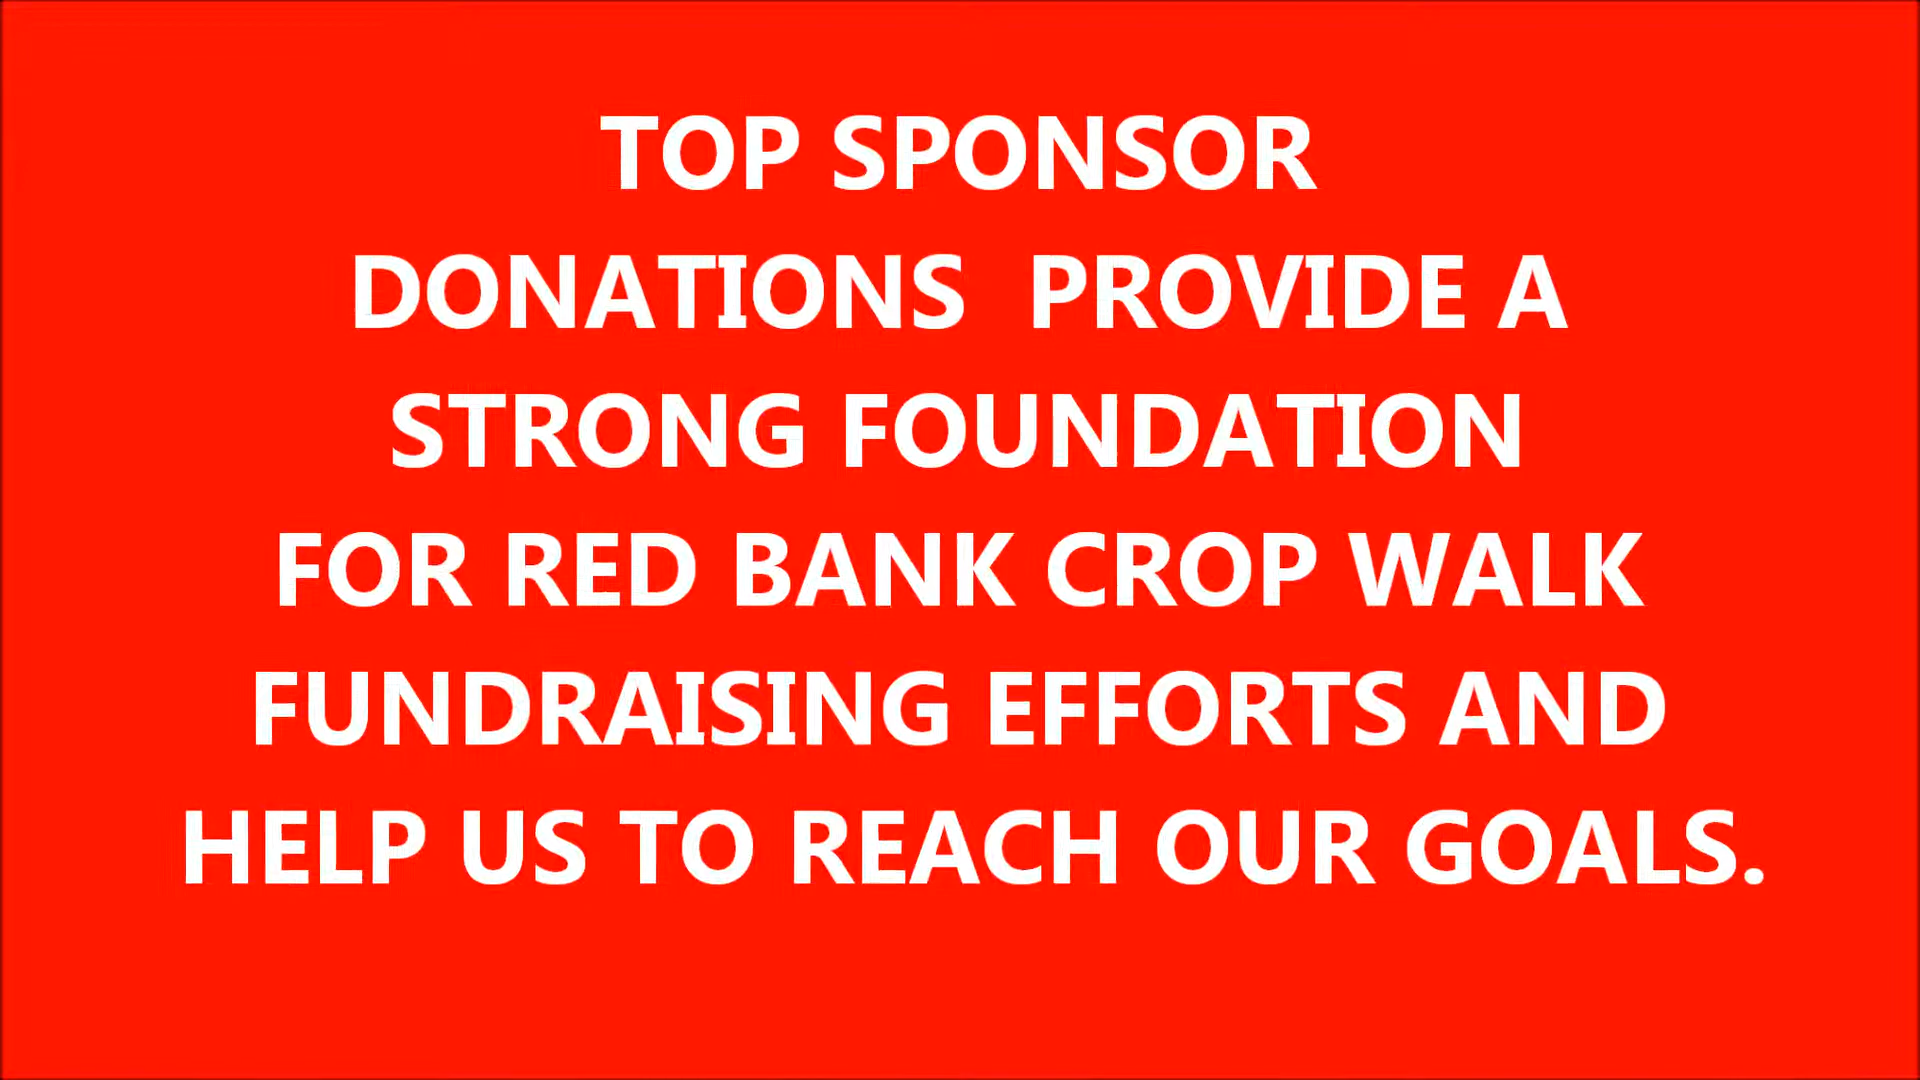 TOP SPONSOR
DONATIONS  PROVIDE A
STRONG FOUNDATION
FOR RED BANK CROP WALK
FUNDRAISING EFFORTS AND
HELP US TO REACH OUR GOALS.